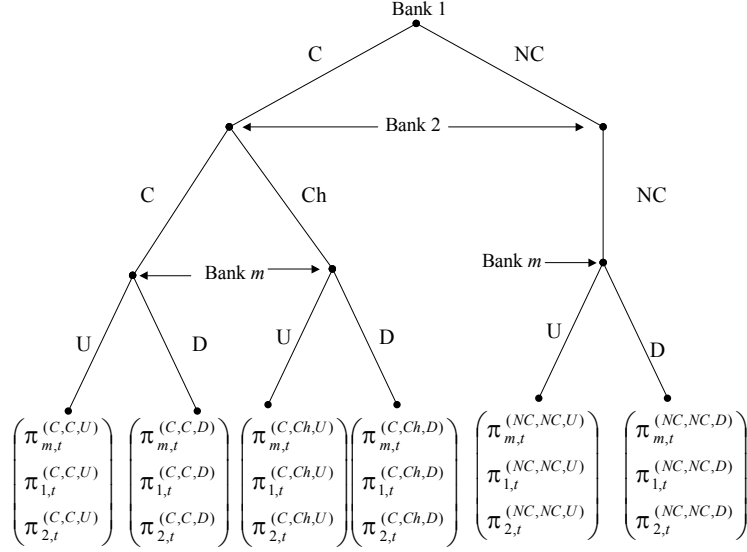 Bank 1
C NC
Bank 2
C Ch NC
Bank m Bank m
U D U D U D
π_{m,t}^{(C,C,U)} π_{m,t}^{(C,C,D)} π_{m,t}^{(C,Ch,U)} π_{m,t}^{(C,Ch,D)} π_{m,t}^{(NC,NC,U)} π_{m,t}^{(NC,NC,D)}
π_{1,t}^{(C,C,U)} π_{1,t}^{(C,C,D)} π_{1,t}^{(C,Ch,U)} π_{1,t}^{(C,Ch,D)} π_{1,t}^{(NC,NC,U)} π_{1,t}^{(NC,NC,D)}
π_{2,t}^{(C,C,U)} π_{2,t}^{(C,C,D)} π_{2,t}^{(C,Ch,U)} π_{2,t}^{(C,Ch,D)} π_{2,t}^{(NC,NC,U)} π_{2,t}^{(NC,NC,D)}